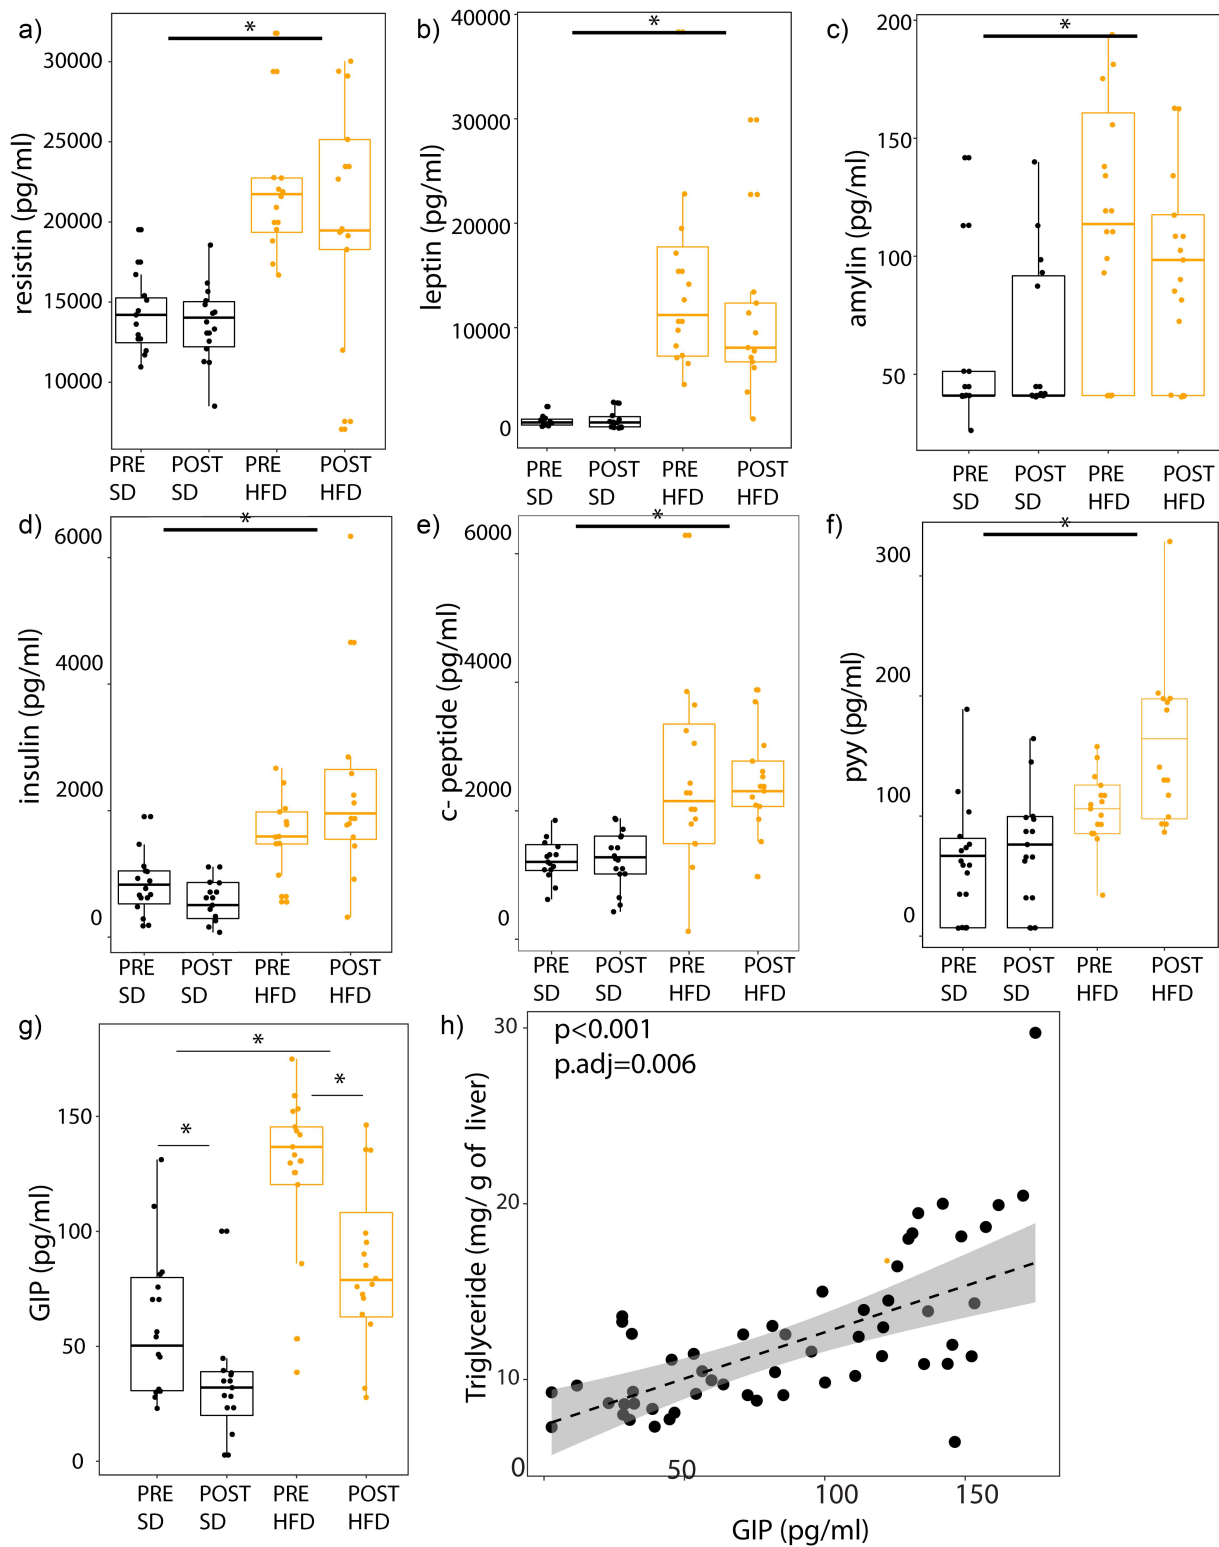 a)
*
30000
25000
20000
15000
10000
resistin (pg/ml)
PRE POST PRE POST
SD SD HFD HFD
b)
*
40000
30000
20000
10000
0
leptin (pg/ml)
PRE POST PRE POST
SD SD HFD HFD
c)
*
200
150
100
50
amylin (pg/ml)
PRE POST PRE POST
SD SD HFD HFD
d)
*
6000
4000
2000
0
insulin (pg/ml)
PRE POST PRE POST
SD SD HFD HFD
e)
*
6000
4000
2000
0
c- peptide (pg/ml)
PRE POST PRE POST
SD SD HFD HFD
f)
*
300
200
100
0
pyy (pg/ml)
PRE POST PRE POST
SD SD HFD HFD
g)
*
*
*
150
100
50
0
GIP (pg/ml)
PRE POST PRE POST
SD SD HFD HFD
h)
p<0.001
p.adj=0.006
30
20
10
0
Triglyceride (mg/ g of liver)
50 100 150
GIP (pg/ml)